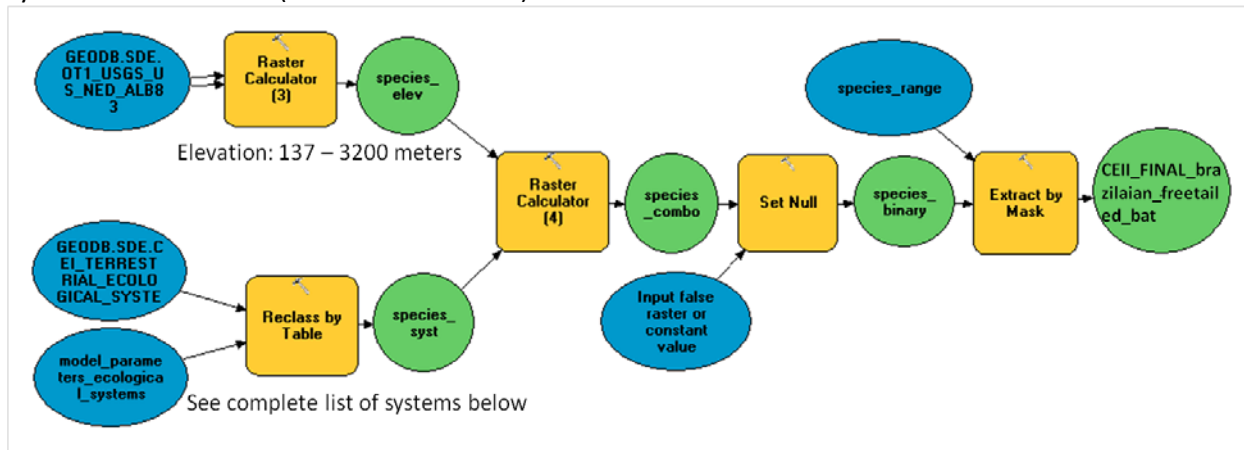 GEODB.SDE.
OT1_USGS_U
S_NED_ALB8
3
Raster
Calculator
(3)
species_
elev
Elevation: 137 – 3200 meters
species_range
Raster
Calculator
(4)
species
_combo
Set Null
species_
binary
Extract by
Mask
CEII_FINAL_bra
zilaian_freetail
ed_bat
GEODB.SDE.C
EI_TERREST
RIAL_ECOLO
GICAL_SYSTE
Reclass by
Table
species_
syst
Input false
raster or
constant
value
model_parame
ters_ecologica
l_systems
See complete list of systems below